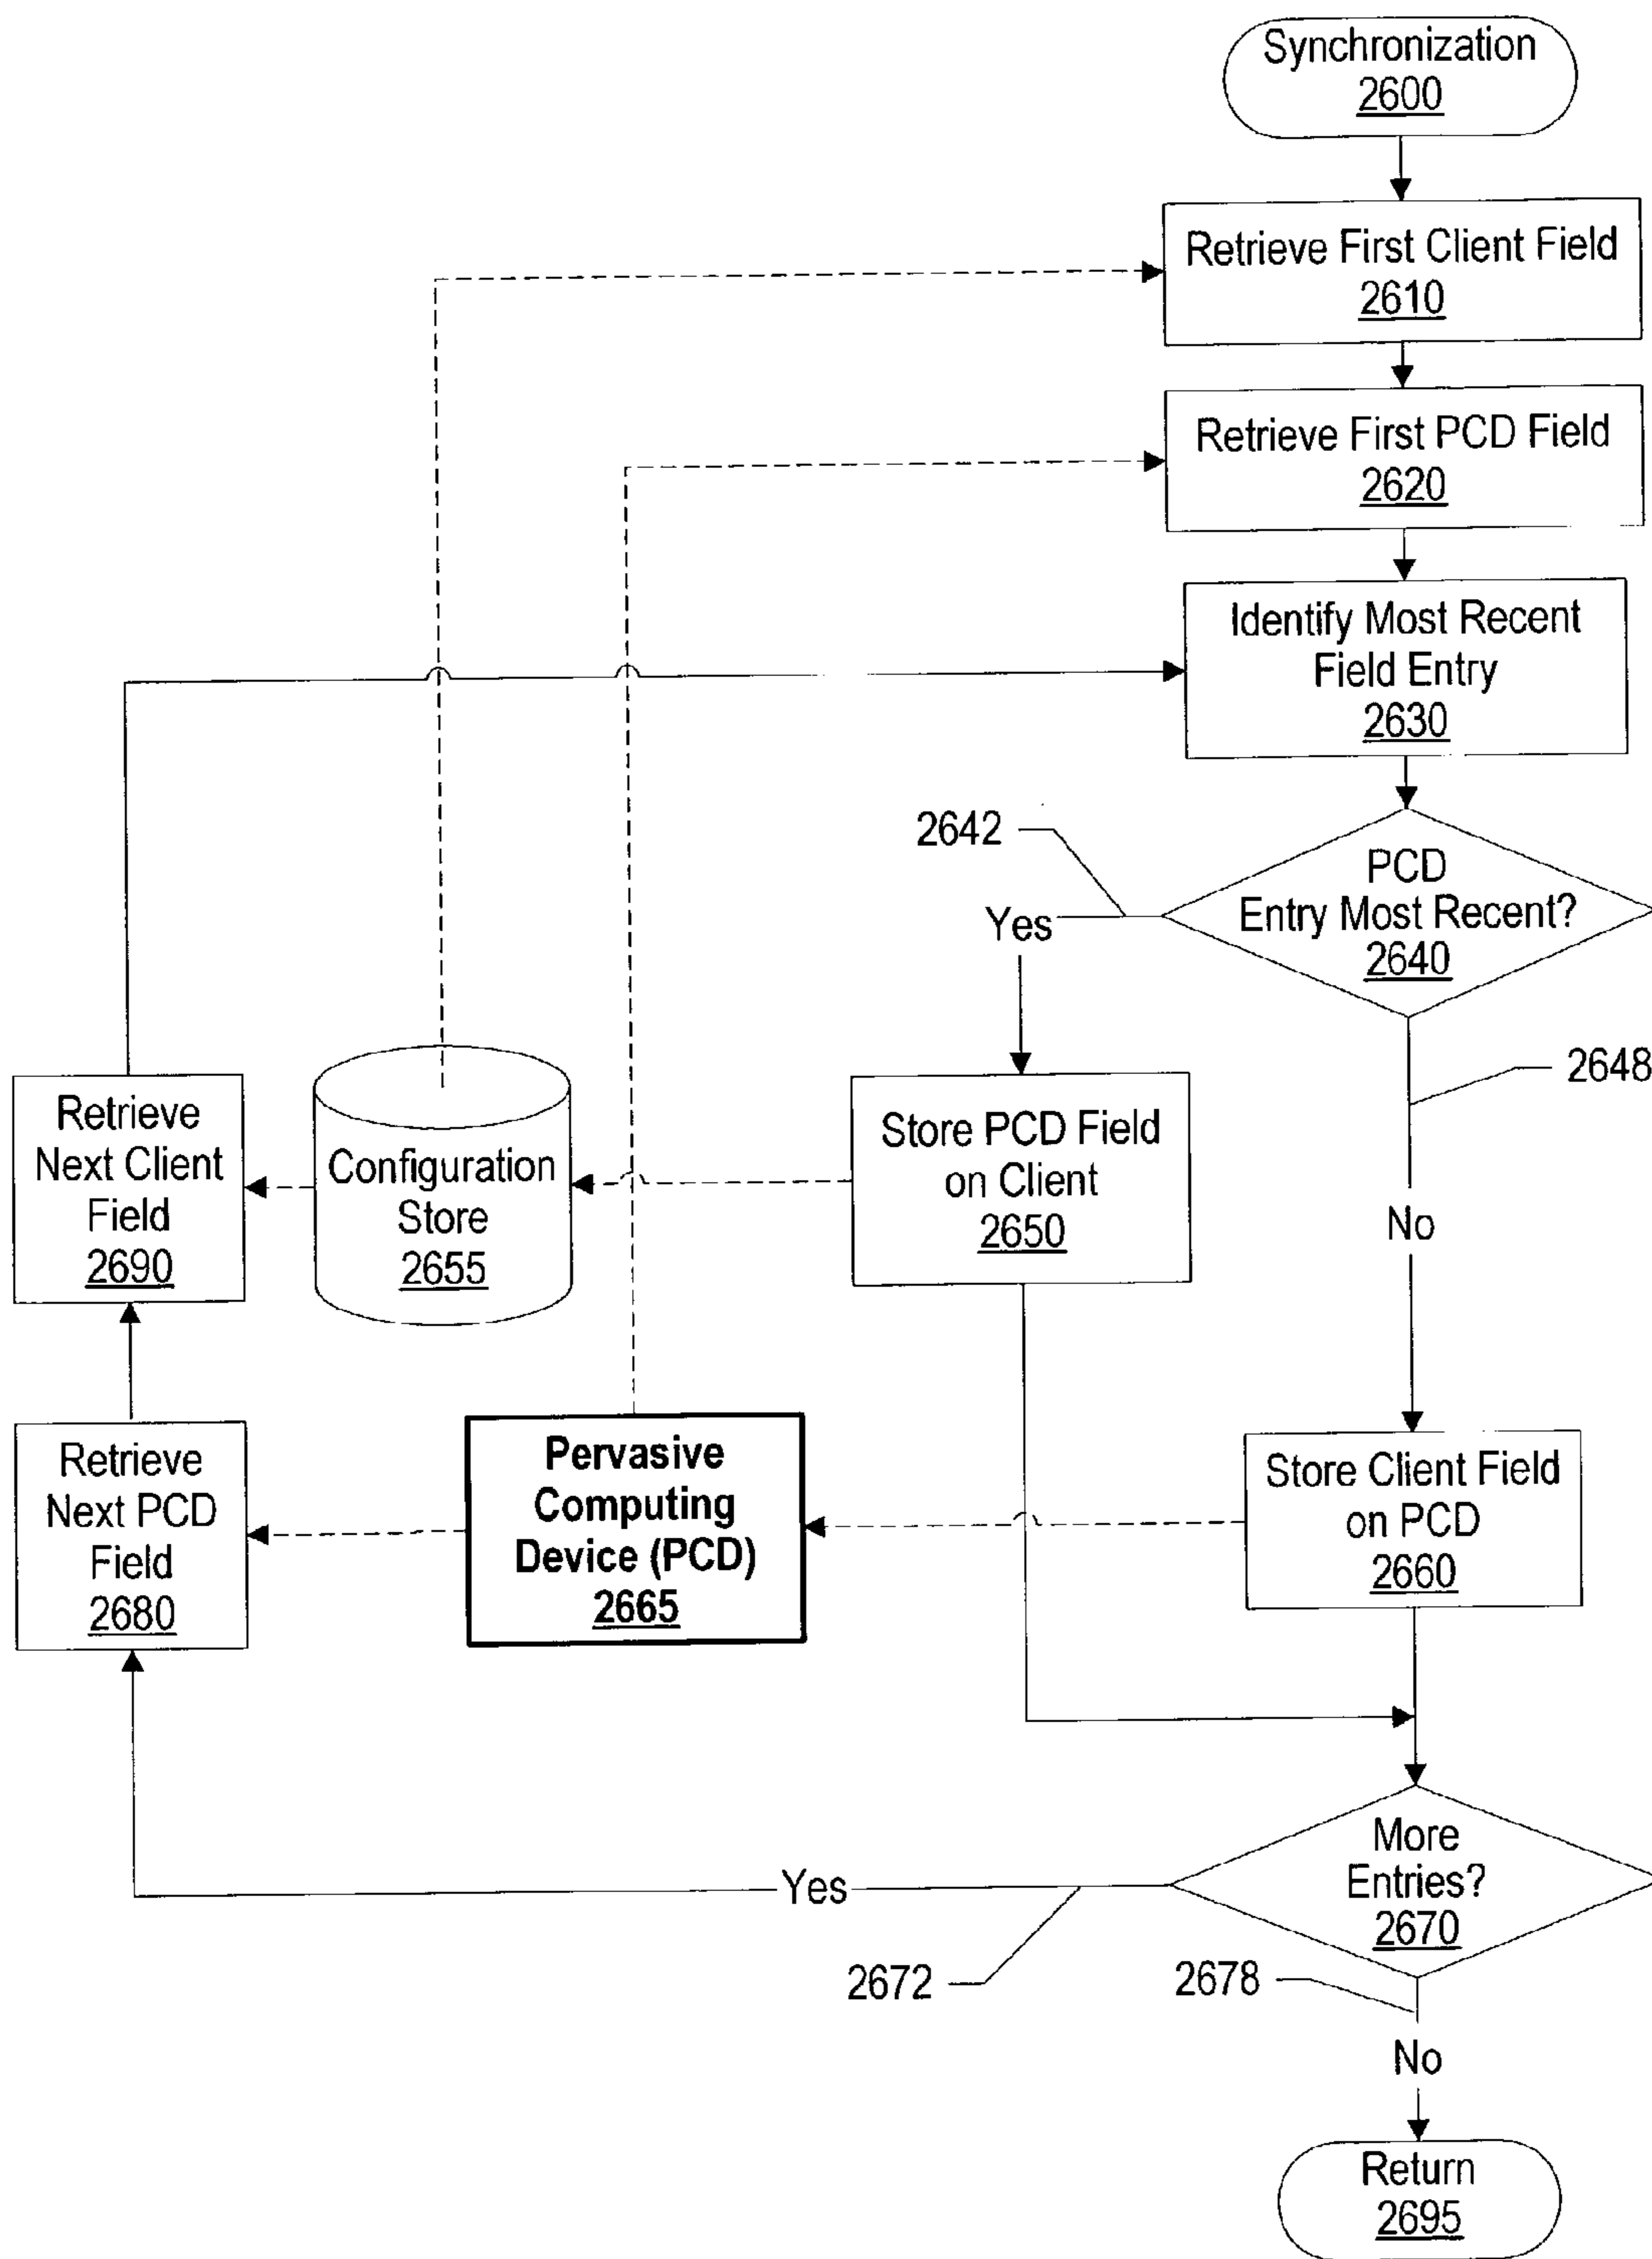 Synchronization
2600
Retrieve First Client Field
2610
Retrieve First PCD Field
2620
Identify Most Recent
Field Entry
2630
2642
PCD
Entry Most Recent?
2640
Yes
2648
No
Retrieve
Next Client
Field
2690
Configuration
Store
2655
Store PCD Field
on Client
2650
Retrieve
Next PCD
Field
2680
Pervasive
Computing
Device (PCD)
2665
Store Client Field
on PCD
2660
More
Entries?
2670
Yes
2672
2678
No
Return
2695